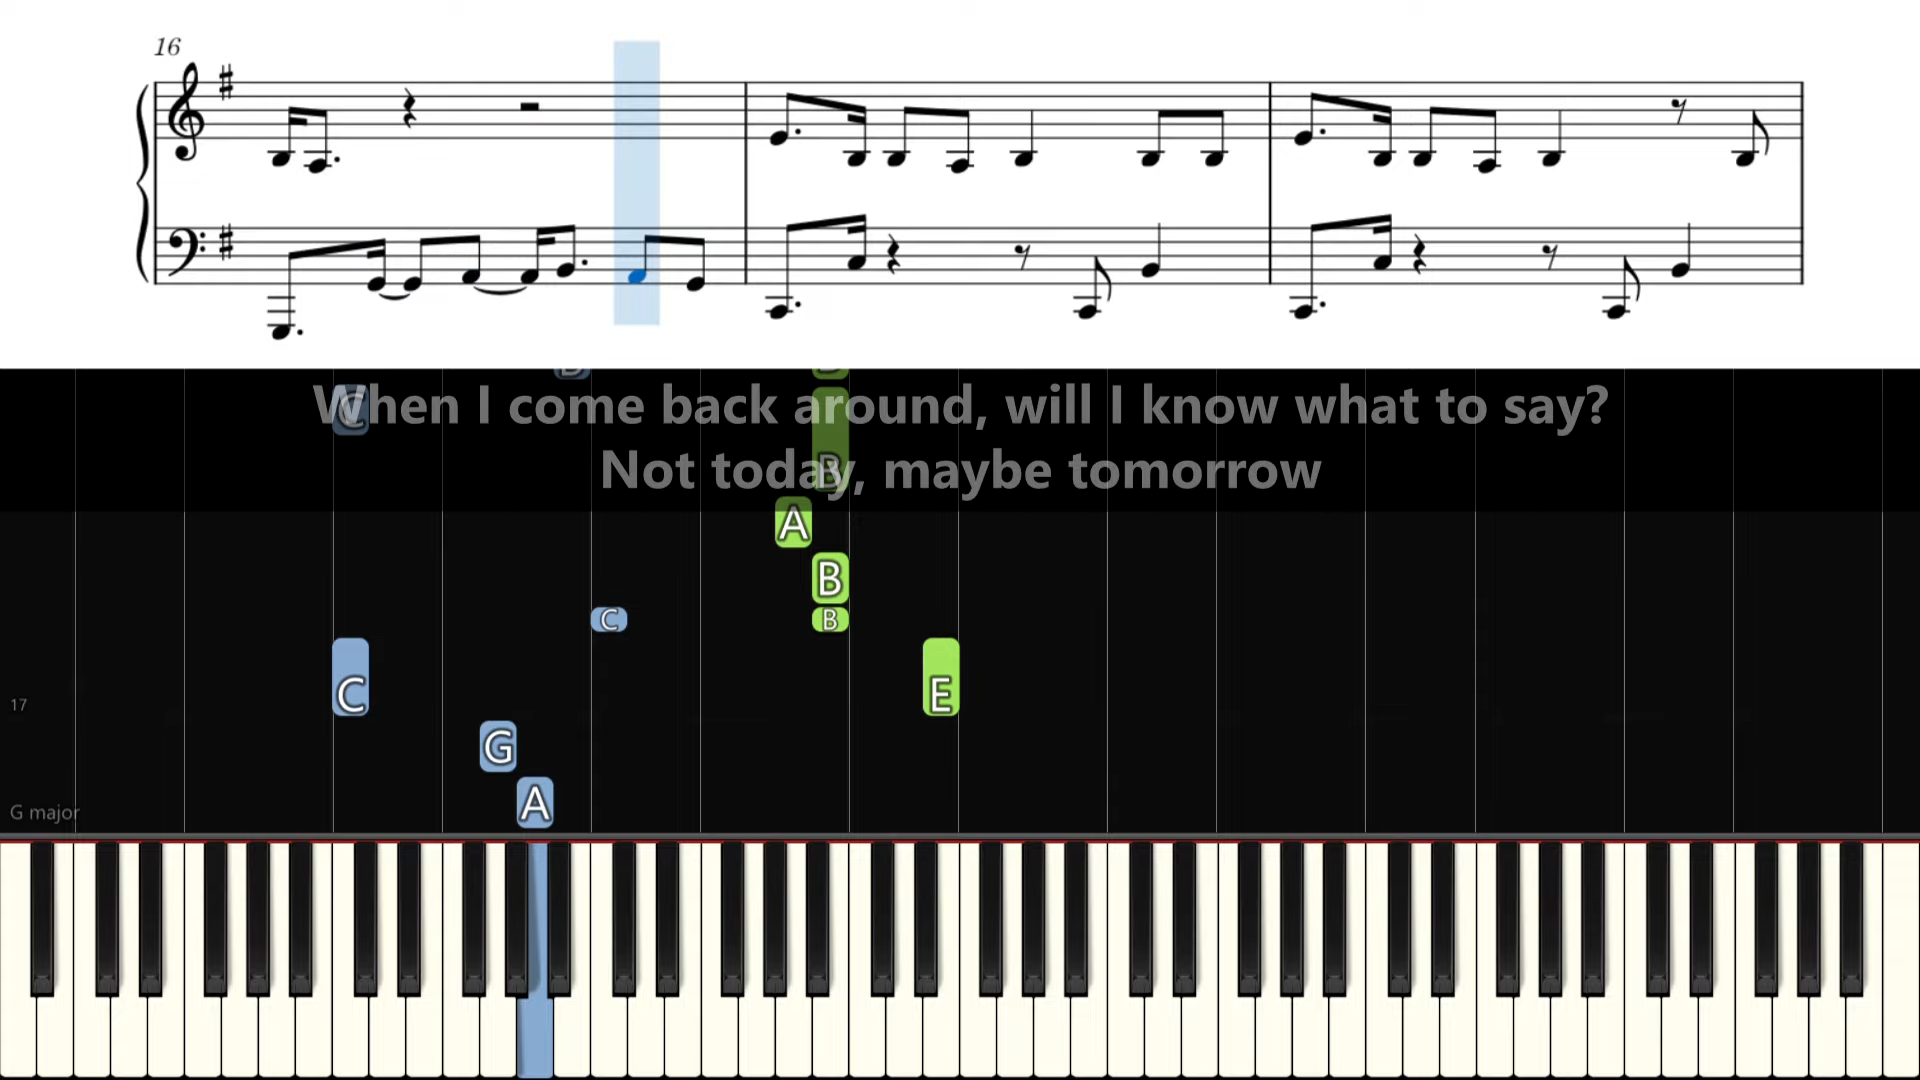 16
B
C
When I come back around, will I know what to say?
B
Not today, maybe tomorrow
A
B
C
B
C
E
17
G
A
G major